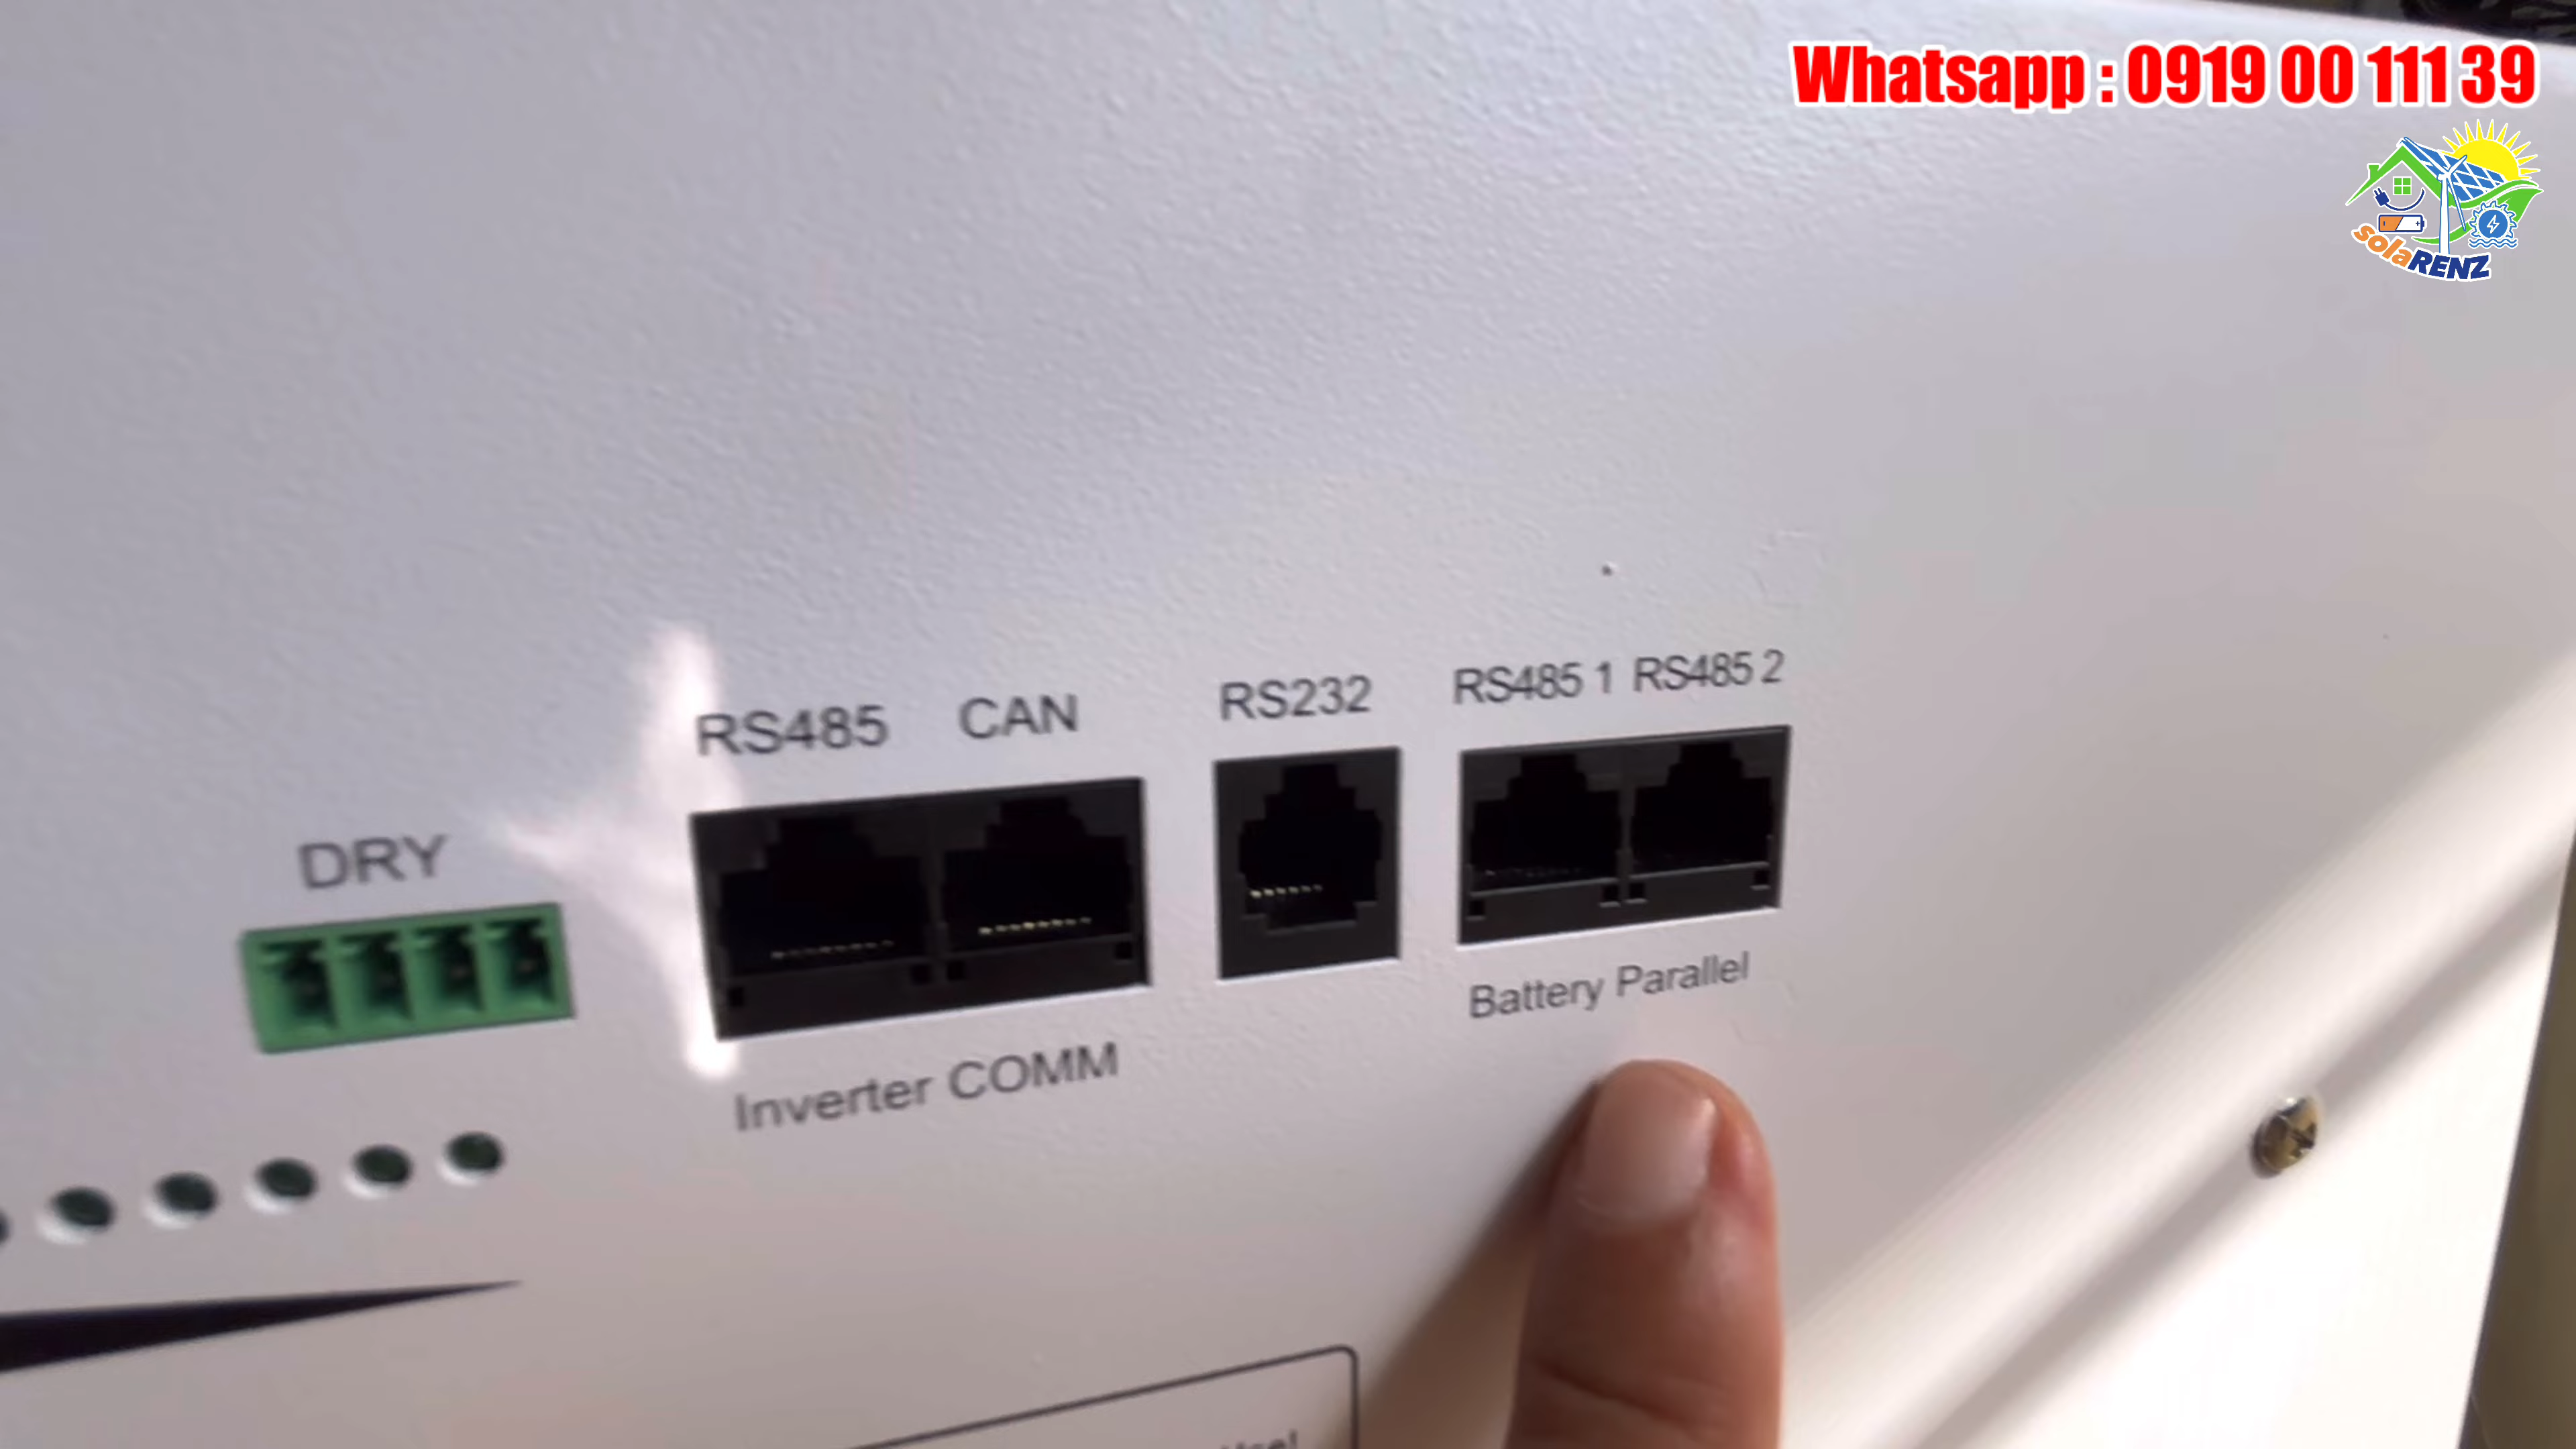 Whatsapp : 0919 00 111 39
solaRENZ
RS485 CAN RS232 RS485 1 RS485 2
DRY
Battery Parallel
Inverter COMM